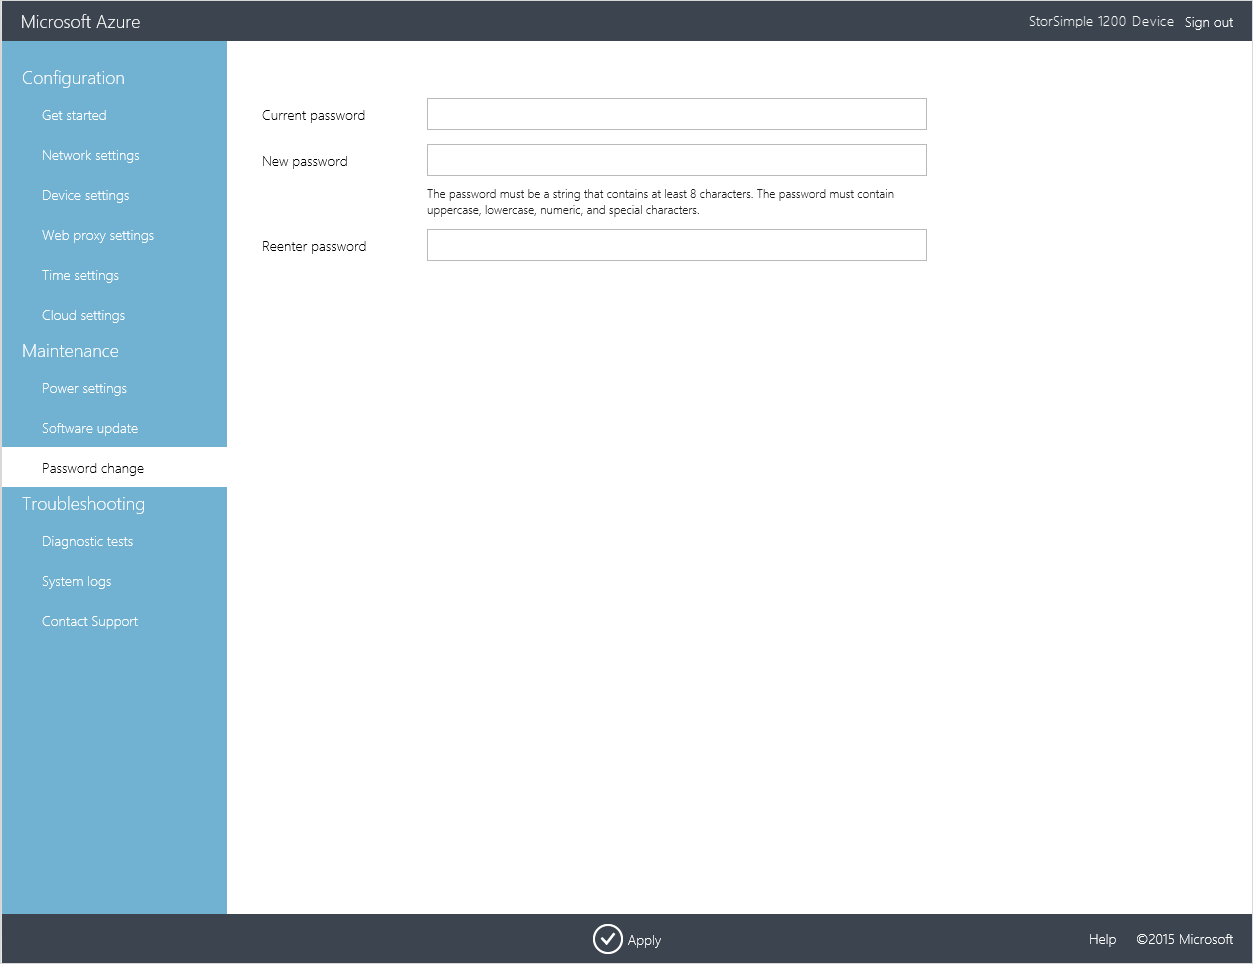 Microsoft Azure
StorSimple 1200 Device
Sign out
Configuration
Get started
Network settings
Device settings
Web proxy settings
Time settings
Cloud settings
Maintenance
Power settings
Software update
Password change
Troubleshooting
Diagnostic tests
System logs
Contact Support
Current password
New password
The password must be a string that contains at least 8 characters. The password must contain
uppercase, lowercase, numeric, and special characters.
Reenter password
Apply
Help
©2015 Microsoft